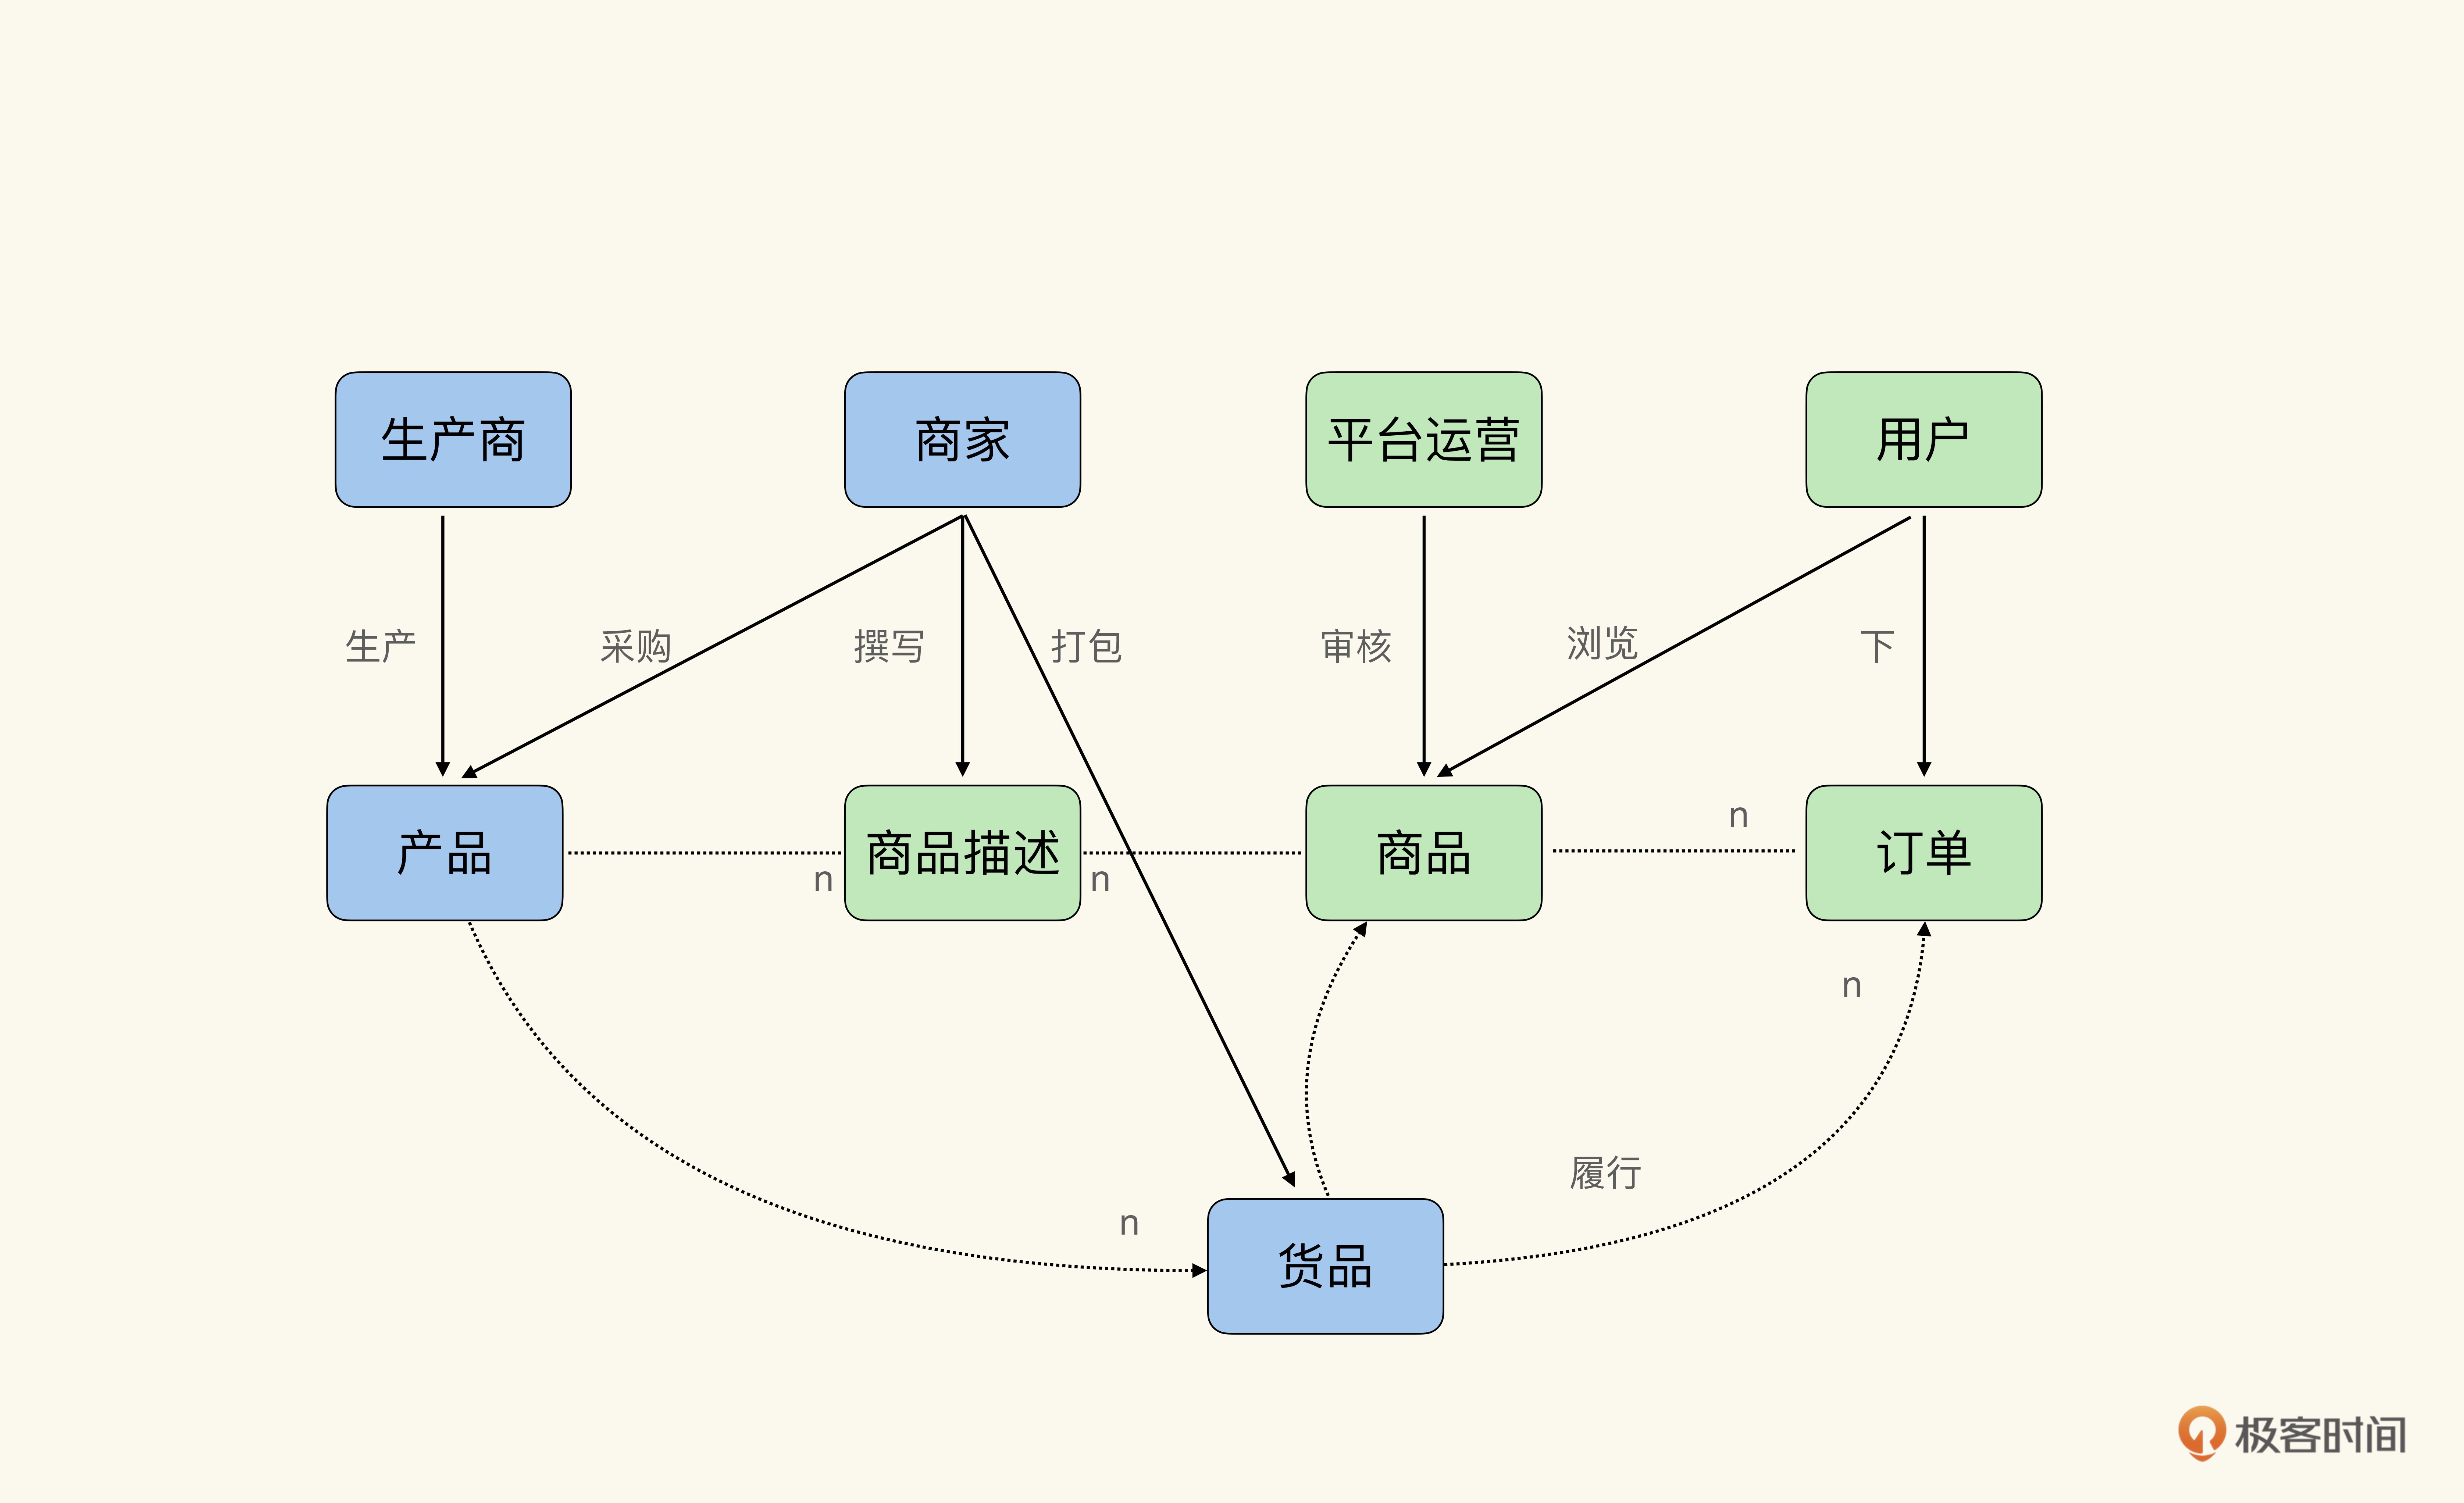 生产商
商家
平台运营
用户
生产
采购
撰写
打包
审核
浏览
下
产品
n
商品描述
n
商品
n
订单
n
履行
n
货品
极客时间